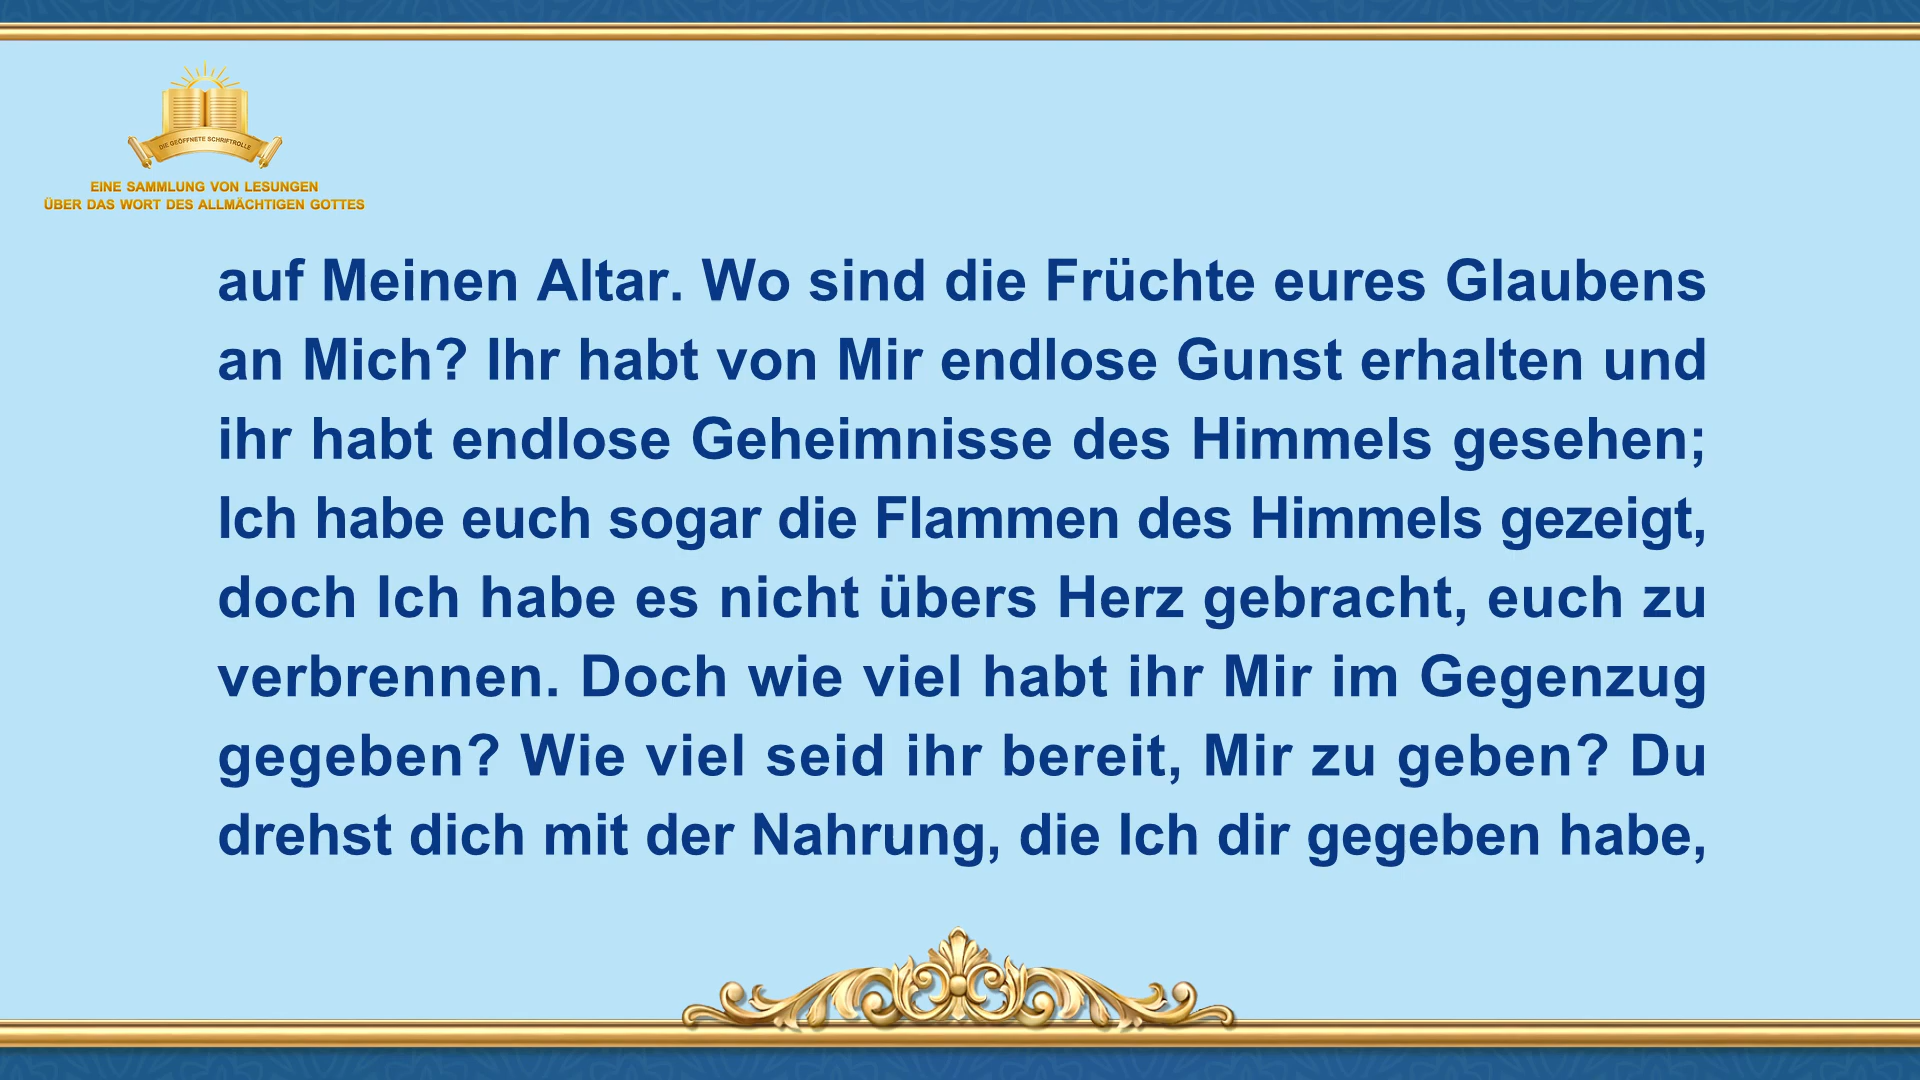 DIE GEÖFFNETE SCHRIFTROLLE
EINE SAMMLUNG VON LESUNGEN
ÜBER DAS WORT DES ALLMÄCHTIGEN GOTTES
auf Meinen Altar. Wo sind die Früchte eures Glaubens
an Mich? Ihr habt von Mir endlose Gunst erhalten und
ihr habt endlose Geheimnisse des Himmels gesehen;
Ich habe euch sogar die Flammen des Himmels gezeigt,
doch Ich habe es nicht übers Herz gebracht, euch zu
verbrennen. Doch wie viel habt ihr Mir im Gegenzug
gegeben? Wie viel seid ihr bereit, Mir zu geben? Du
drehst dich mit der Nahrung, die Ich dir gegeben habe,